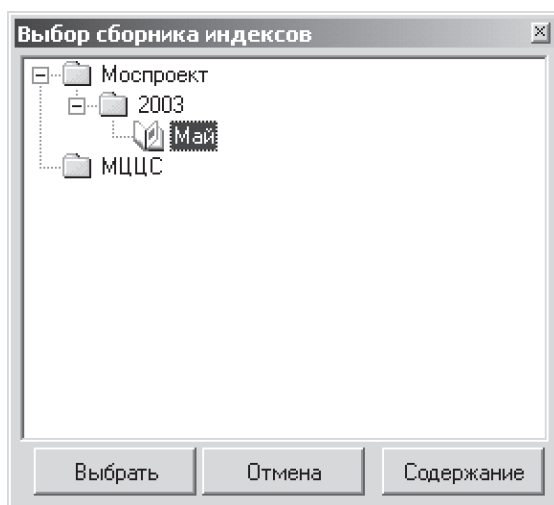 Выбор сборника индексов
Моспроект
2003
Май
МЦЦС
Выбрать Отмена Содержание